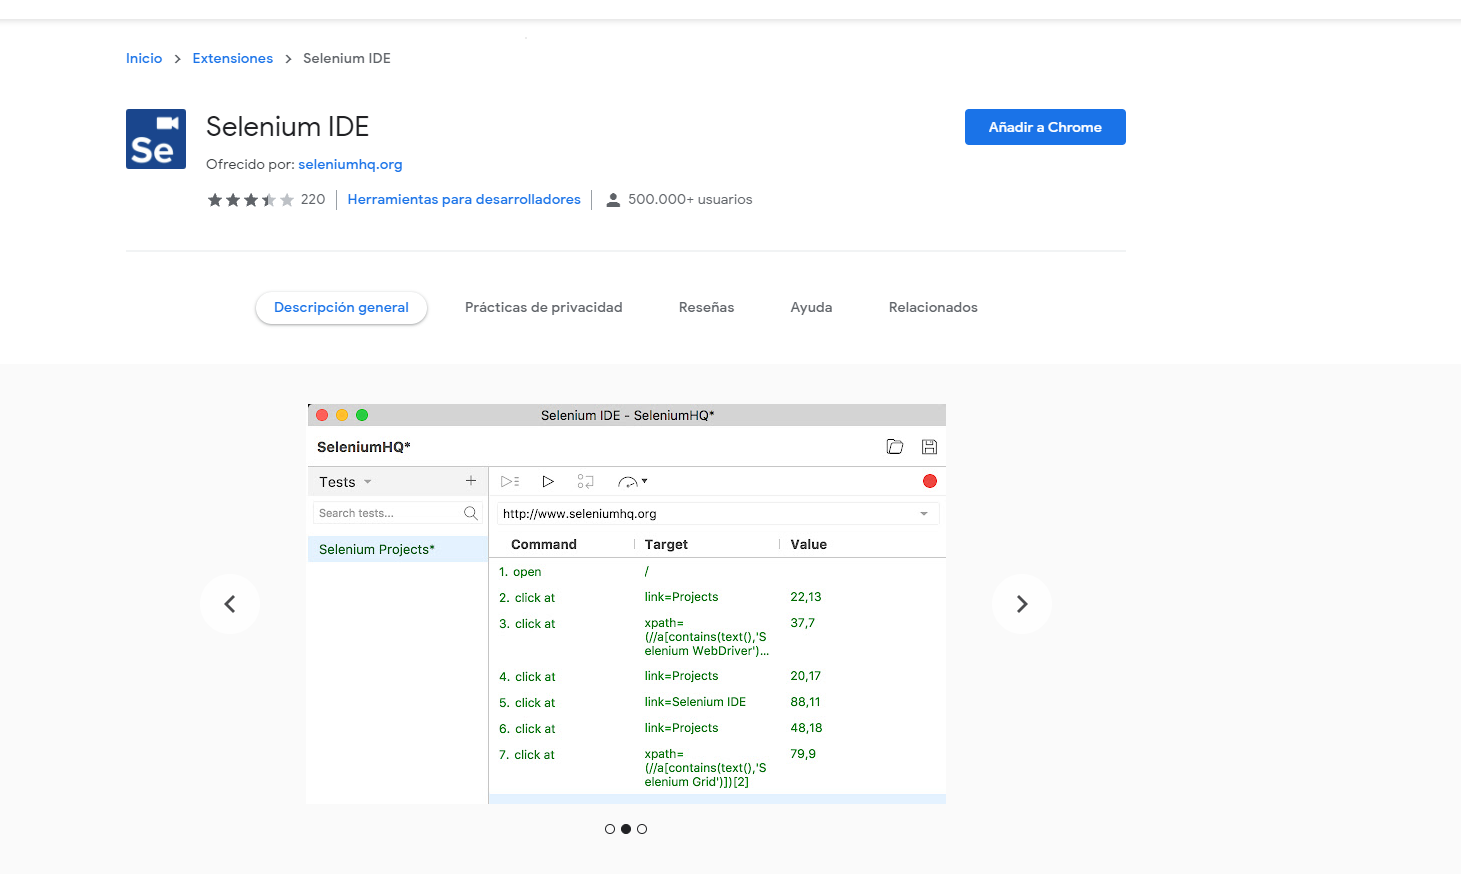 Inicio > Extensiones > Selenium IDE
Se
Selenium IDE
Añadir a Chrome
Ofrecido por: seleniumhq.org
220 Herramientas para desarrolladores 500.000+ usuarios
Descripción general Prácticas de privacidad Reseñas Ayuda Relacionados
Selenium IDE - SeleniumHQ*
SeleniumHQ*
Tests
Search tests...
Selenium Projects*
http://www.seleniumhq.org
Command Target Value
1. open /
2. click at link=Projects 22,13
3. click at xpath= 37,7
(//a[contains(text(),'S
elenium WebDriver')...
4. click at link=Projects 20,17
5. click at link=Selenium IDE 88,11
6. click at link=Projects 48,18
7. click at xpath= 79,9
(//a[contains(text(),'S
elenium Grid')])[2]